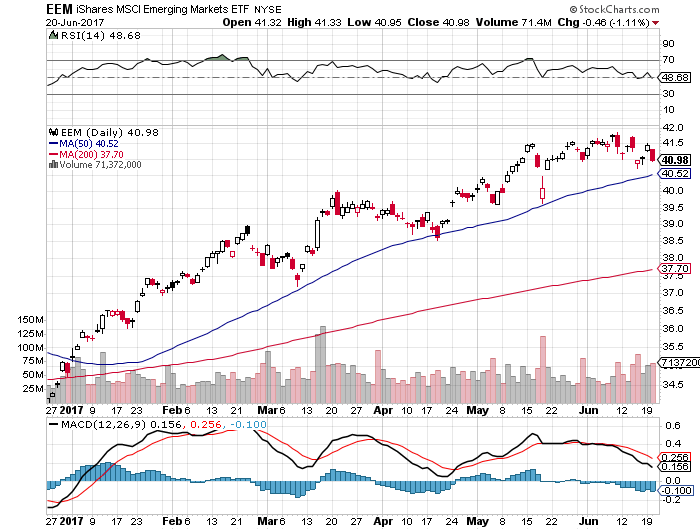 EEM iShares MSCI Emerging Markets ETF NYSE © StockCharts.com
20-Jun-2017 Open 41.32 High 41.33 Low 40.95 Close 40.98 Volume 71.4M Chg -0.46 (-1.11%)
RSI(14) 48.68
90
70
48.68
30
10
EEM (Daily) 40.98
MA(50) 40.52
MA(200) 37.70
Volume 71,372,000
42.0
41.5
40.98
40.52
40.0
39.5
39.0
38.5
38.0
37.70
37.0
36.5
36.0
35.5
35.0
34.5
150M
125M
100M
75M
50M
25M
7137200
27 2017 9 17 23 Feb 6 13 21 Mar 6 13 20 27 Apr 10 17 24 May 8 15 22 Jun 12 19
MACD(12,26,9) 0.156, 0.256, -0.100
0.6
0.4
0.256
0.156
0.0
-0.100
-0.2
27 2017 9 17 23 Feb 6 13 21 Mar 6 13 20 27 Apr 10 17 24 May 8 15 22 Jun 12 19